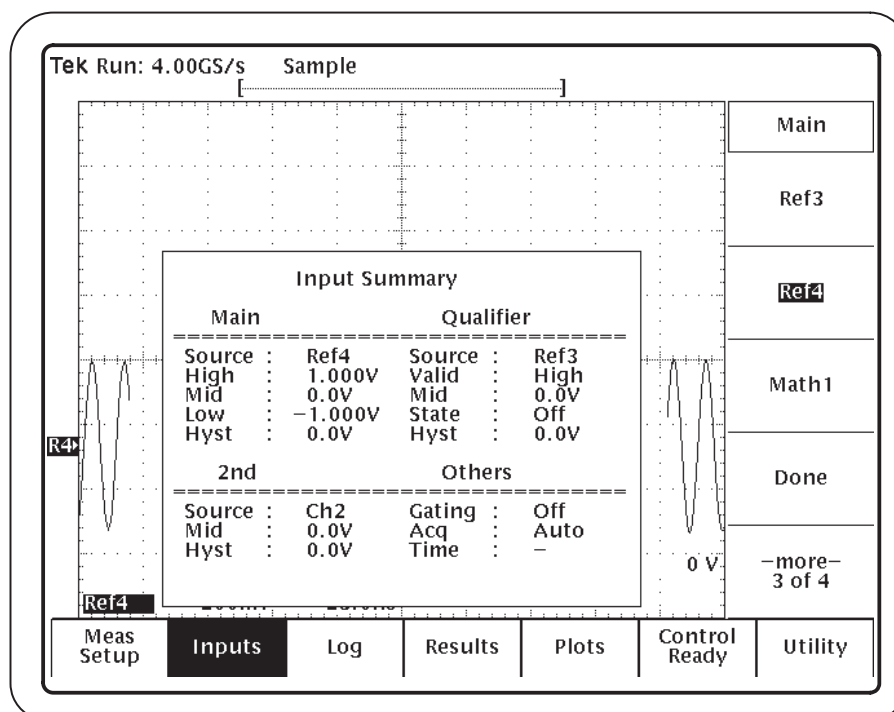 Tek Run: 4.00GS/s Sample
[ ]
Main
Ref3
Ref4
Math1
Done
–more–
3 of 4
Input Summary
Main Qualifier
Source : Ref4 Source : Ref3
High : 1.000V Valid : High
Mid : 0.0V Mid : 0.0V
Low : –1.000V State : Off
Hyst : 0.0V Hyst : 0.0V
2nd Others
Source : Ch2 Gating : Off
Mid : 0.0V Acq : Auto
Hyst : 0.0V Time : –
R4
0 V
Ref4
Meas
Setup
Inputs
Log
Results
Plots
Control
Ready
Utility